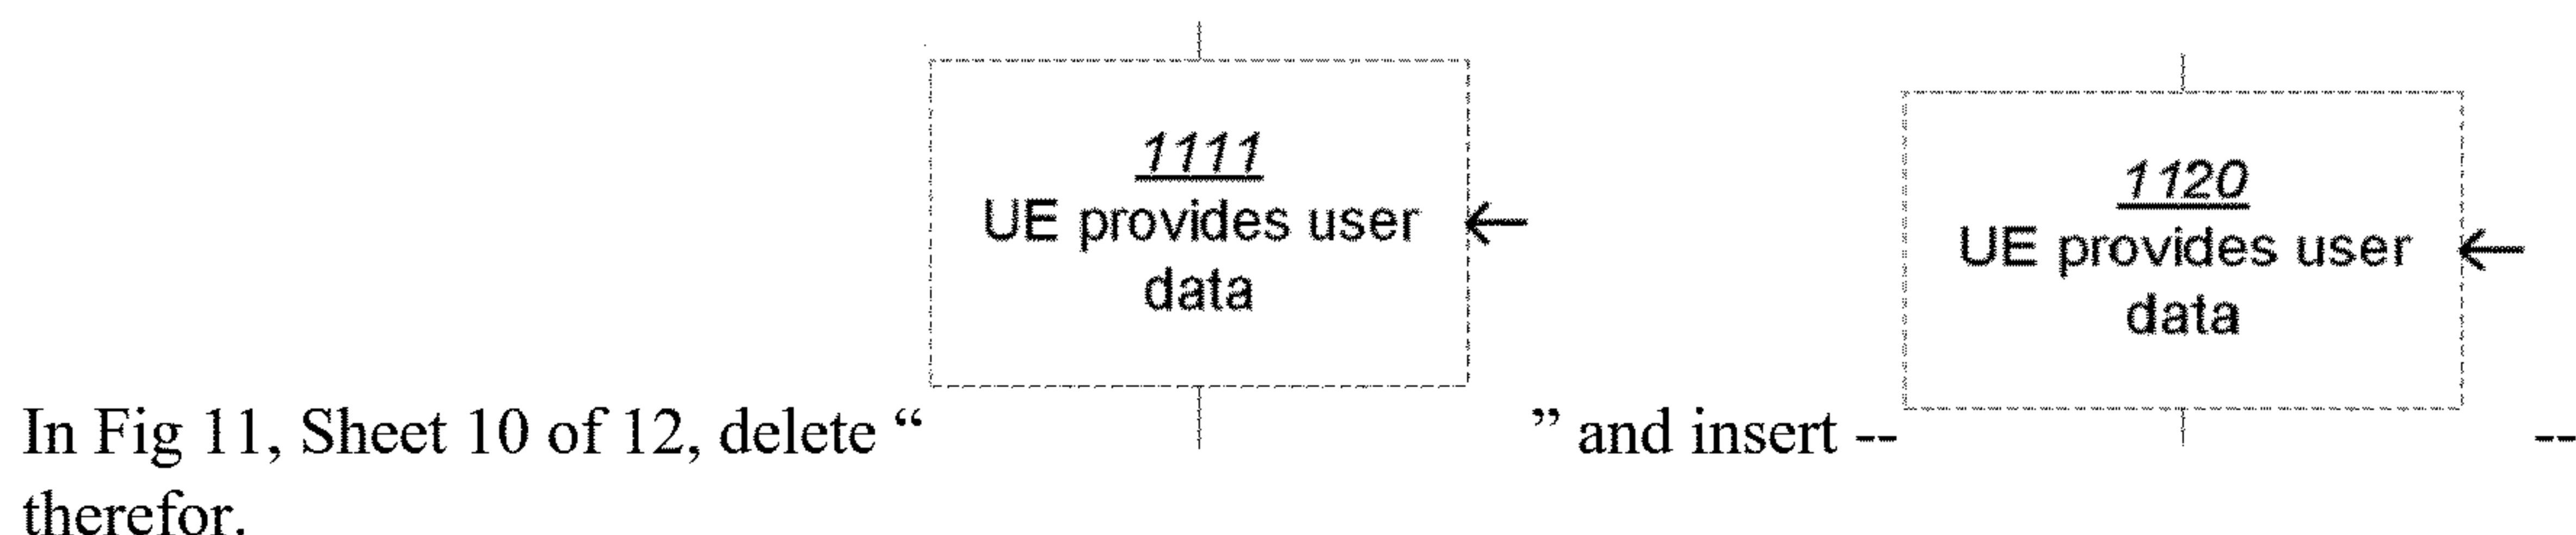 1111
UE provides user
data
1120
UE provides user
data
In Fig 11, Sheet 10 of 12, delete “ ” and insert -- --
therefor.